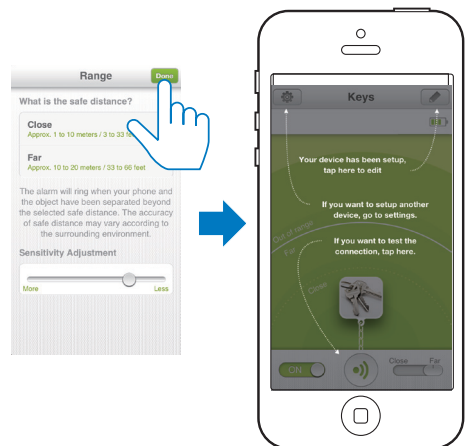 Range
Done
What is the safe distance?
Close
Approx. 1 to 10 meters / 3 to 33 feet
Far
Approx. 10 to 20 meters / 33 to 66 feet
The alarm will ring when your phone and
the object have been separated beyond
the selected safe distance. The accuracy
of safe distance may vary according to
the surrounding environment.
Sensitivity Adjustment
More
Less
Keys
Your device has been setup,
tap here to edit
If you want to setup another
device, go to settings.
If you want to test the
connection, tap here.
Out of range
Far
Close
ON
Close
Far